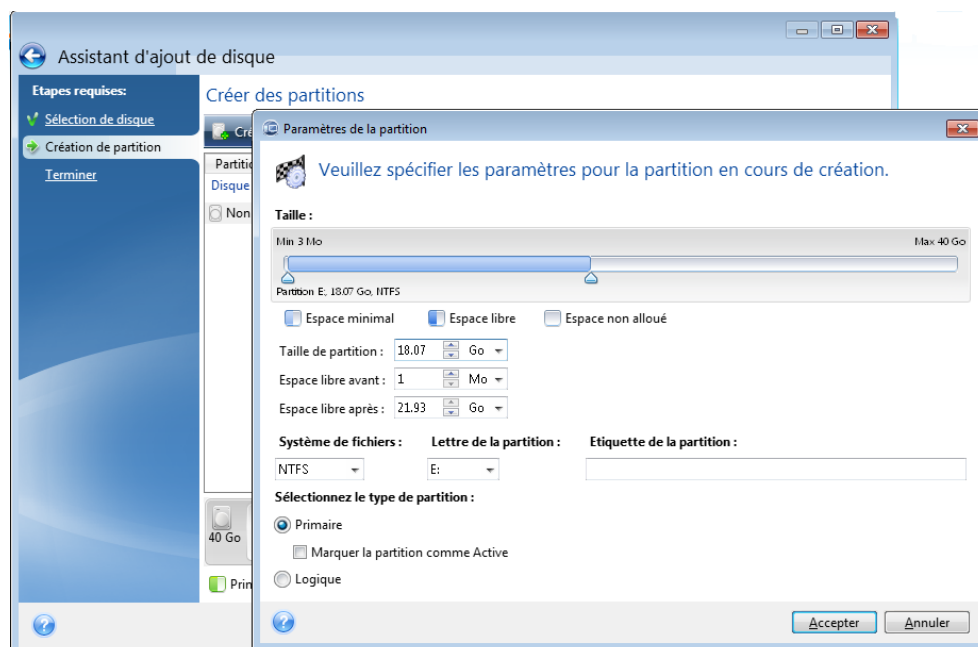 Assistant d'ajout de disque
Etapes requises:
Sélection de disque
Création de partition
Terminer
Créer des partitions
Paramètres de la partition
Veuillez spécifier les paramètres pour la partition en cours de création.
Taille :
Min 3 Mo Max 40 Go
Partition E:, 18.07 Go, NTFS
Espace minimal Espace libre Espace non alloué
Taille de partition : 18.07 Go
Espace libre avant : 1 Mo
Espace libre après : 21.93 Go
Système de fichiers : Lettre de la partition : Etiquette de la partition :
NTFS E:
Sélectionnez le type de partition :
Primaire
Marquer la partition comme Active
Logique
Disque
Non
40 Go
Accepter Annuler